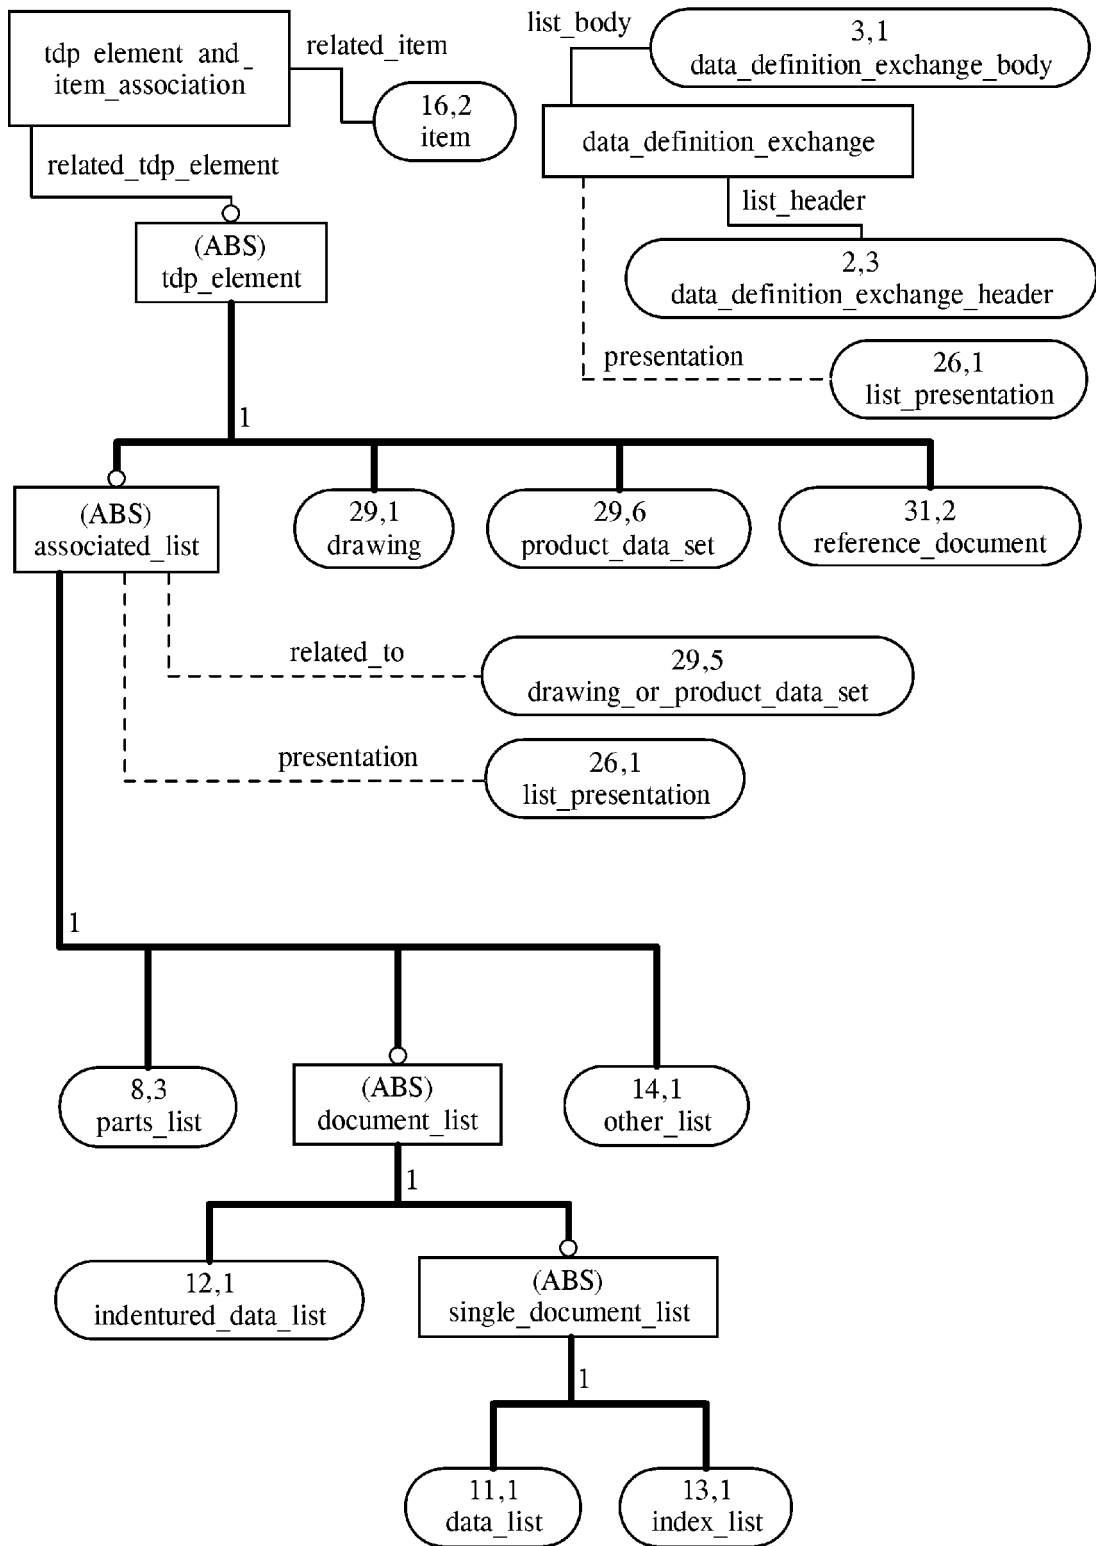 tdp_element_and_
item_association
related_item
16,2
item
related_tdp_element
(ABS)
tdp_element
list_body
3,1
data_definition_exchange_body
data_definition_exchange
list_header
2,3
data_definition_exchange_header
presentation
26,1
list_presentation
1
(ABS)
associated_list
29,1
drawing
29,6
product_data_set
31,2
reference_document
related_to
29,5
drawing_or_product_data_set
presentation
26,1
list_presentation
1
8,3
parts_list
(ABS)
document_list
14,1
other_list
1
12,1
indentured_data_list
(ABS)
single_document_list
1
11,1
data_list
13,1
index_list